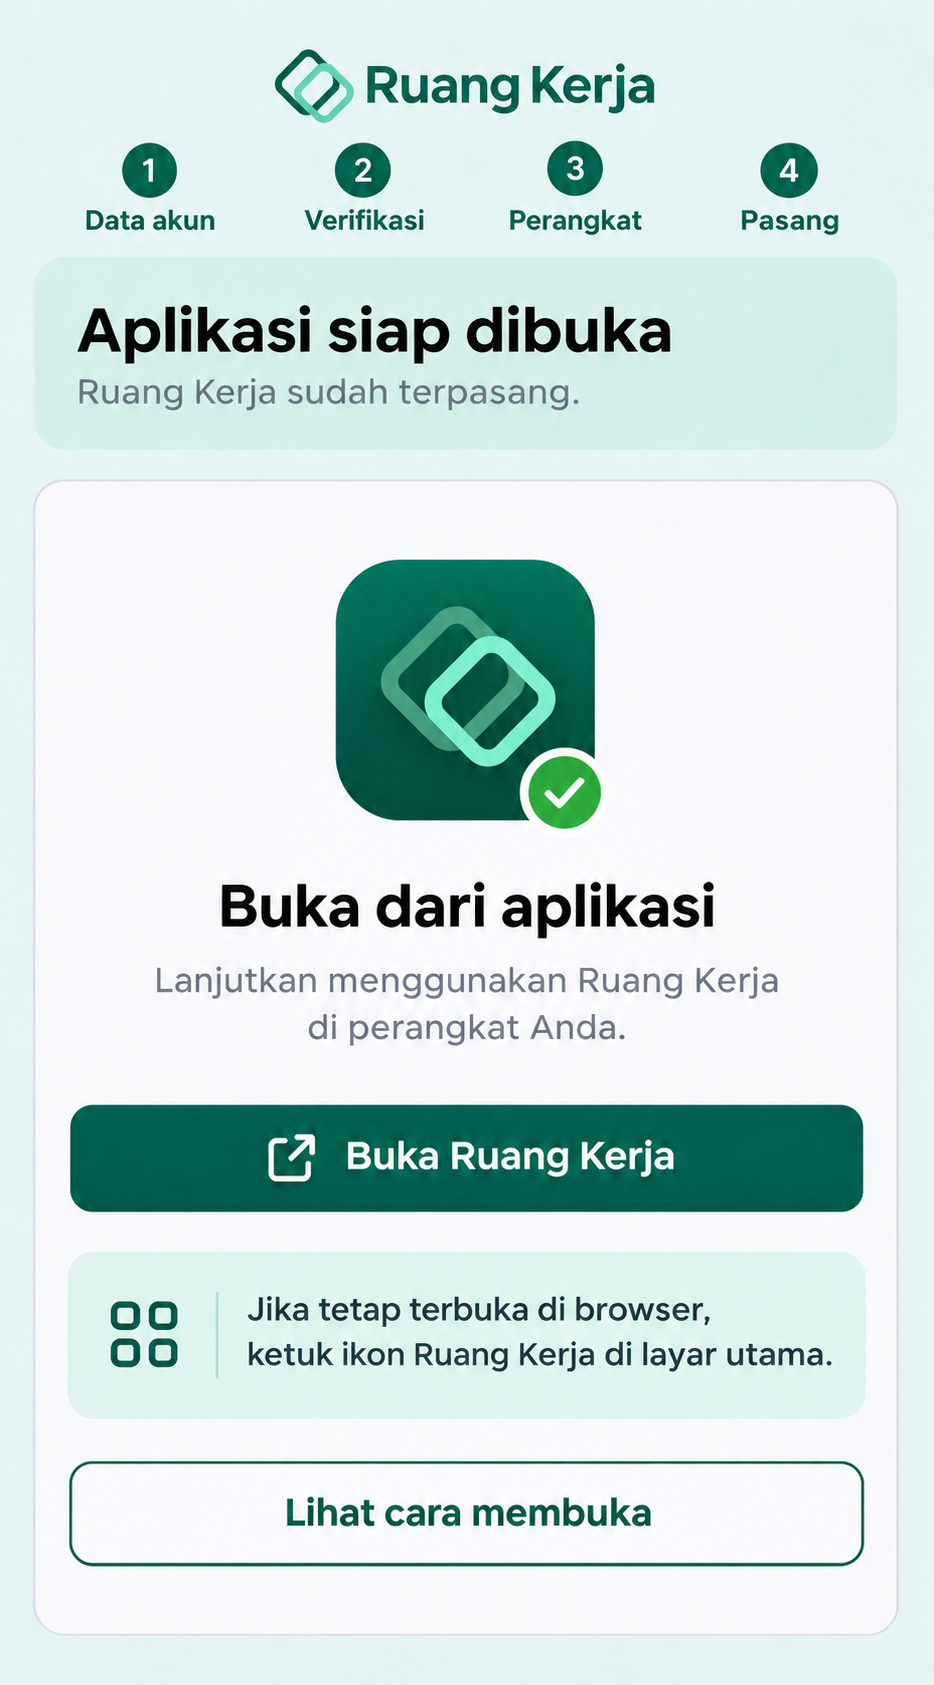 Ruang Kerja
1 2 3 4
Data akun Verifikasi Perangkat Pasang
Aplikasi siap dibuka
Ruang Kerja sudah terpasang.
Buka dari aplikasi
Lanjutkan menggunakan Ruang Kerja
di perangkat Anda.
Buka Ruang Kerja
Jika tetap terbuka di browser,
ketuk ikon Ruang Kerja di layar utama.
Lihat cara membuka